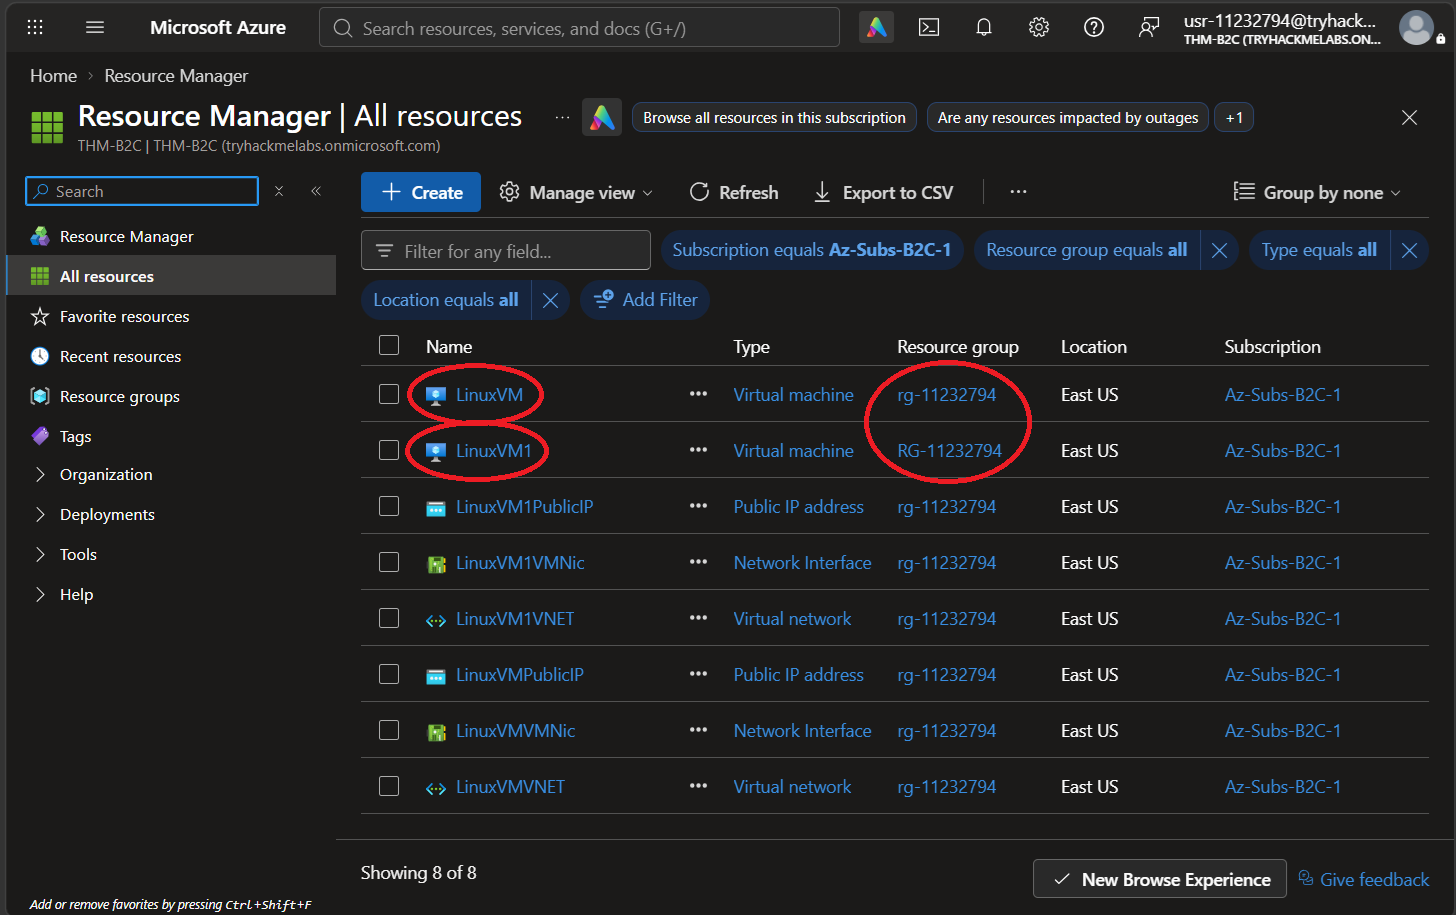 Microsoft Azure
Search resources, services, and docs (G+/)
usr-11232794@tryhack...
THM-B2C (TRYHACKMELABS.ON...
Home > Resource Manager
Resource Manager | All resources ...
Browse all resources in this subscription
Are any resources impacted by outages
+1
THM-B2C | THM-B2C (tryhackmelabs.onmicrosoft.com)
Search
Resource Manager
All resources
Favorite resources
Recent resources
Resource groups
Tags
Organization
Deployments
Tools
Help
Add or remove favorites by pressing Ctrl+Shift+F
Create
Manage view
Refresh
Export to CSV
Group by none
Filter for any field...
Subscription equals Az-Subs-B2C-1
Resource group equals all
Type equals all
Location equals all
Add Filter
Name Type Resource group Location Subscription
LinuxVM ... Virtual machine rg-11232794 East US Az-Subs-B2C-1
LinuxVM1 ... Virtual machine RG-11232794 East US Az-Subs-B2C-1
LinuxVM1PublicIP ... Public IP address rg-11232794 East US Az-Subs-B2C-1
LinuxVM1VMNic ... Network Interface rg-11232794 East US Az-Subs-B2C-1
LinuxVM1VNET ... Virtual network rg-11232794 East US Az-Subs-B2C-1
LinuxVMPublicIP ... Public IP address rg-11232794 East US Az-Subs-B2C-1
LinuxVMVMNic ... Network Interface rg-11232794 East US Az-Subs-B2C-1
LinuxVMVNET ... Virtual network rg-11232794 East US Az-Subs-B2C-1
Showing 8 of 8
New Browse Experience
Give feedback